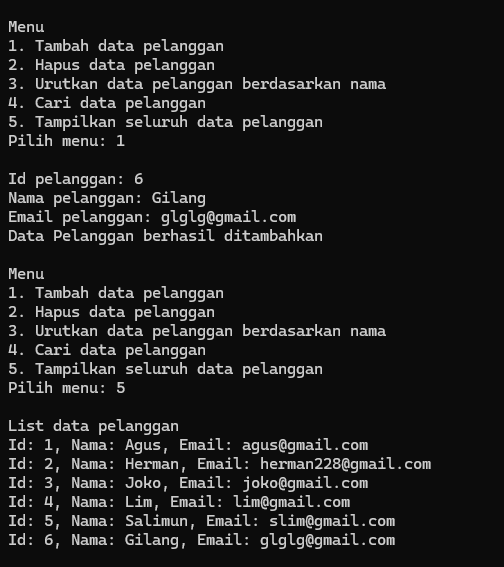 Menu
1. Tambah data pelanggan
2. Hapus data pelanggan
3. Urutkan data pelanggan berdasarkan nama
4. Cari data pelanggan
5. Tampilkan seluruh data pelanggan
Pilih menu: 1
Id pelanggan: 6
Nama pelanggan: Gilang
Email pelanggan: glglg@gmail.com
Data Pelanggan berhasil ditambahkan
Menu
1. Tambah data pelanggan
2. Hapus data pelanggan
3. Urutkan data pelanggan berdasarkan nama
4. Cari data pelanggan
5. Tampilkan seluruh data pelanggan
Pilih menu: 5
List data pelanggan
Id: 1, Nama: Agus, Email: agus@gmail.com
Id: 2, Nama: Herman, Email: herman228@gmail.com
Id: 3, Nama: Joko, Email: joko@gmail.com
Id: 4, Nama: Lim, Email: lim@gmail.com
Id: 5, Nama: Salimun, Email: slim@gmail.com
Id: 6, Nama: Gilang, Email: glglg@gmail.com